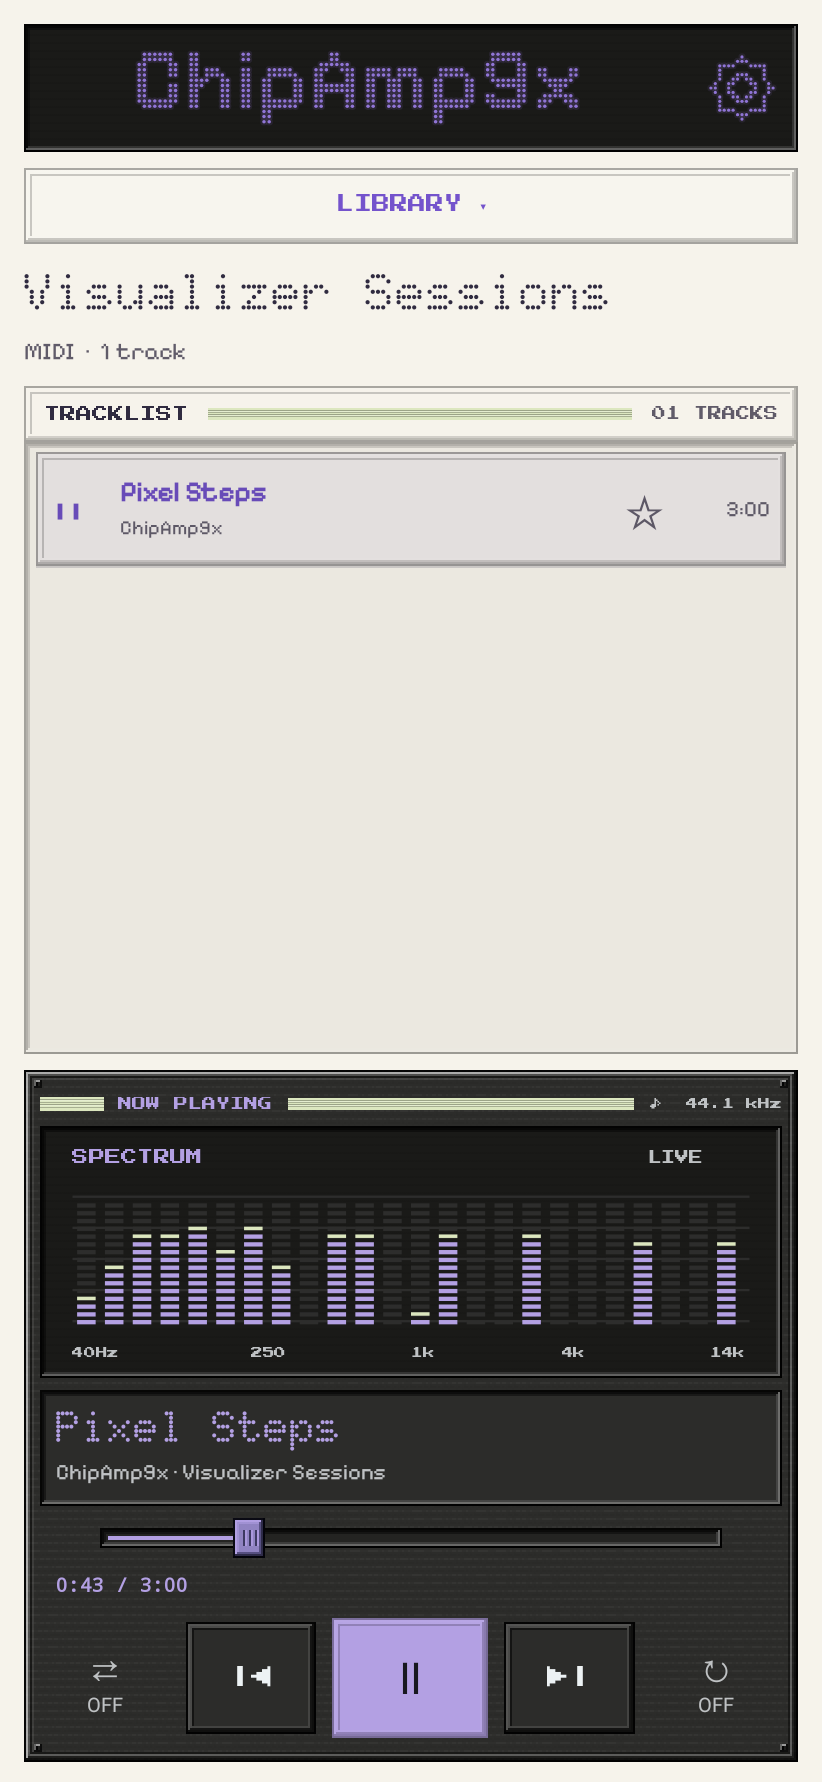 ChipAmp9x
LIBRARY ▾
Visualizer Sessions
MIDI · 1 track
TRACKLIST 01 TRACKS
Pixel Steps
ChipAmp9x
3:00
NOW PLAYING ♪ 44.1 kHz
SPECTRUM LIVE
40Hz 250 1k 4k 14k
Pixel Steps
ChipAmp9x · Visualizer Sessions
0:43 / 3:00
OFF OFF